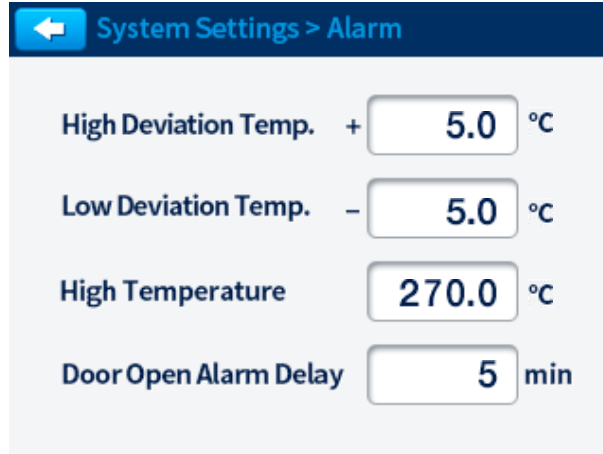 System Settings > Alarm
High Deviation Temp. + 5.0 °C
Low Deviation Temp. - 5.0 °C
High Temperature 270.0 °C
Door Open Alarm Delay 5 min